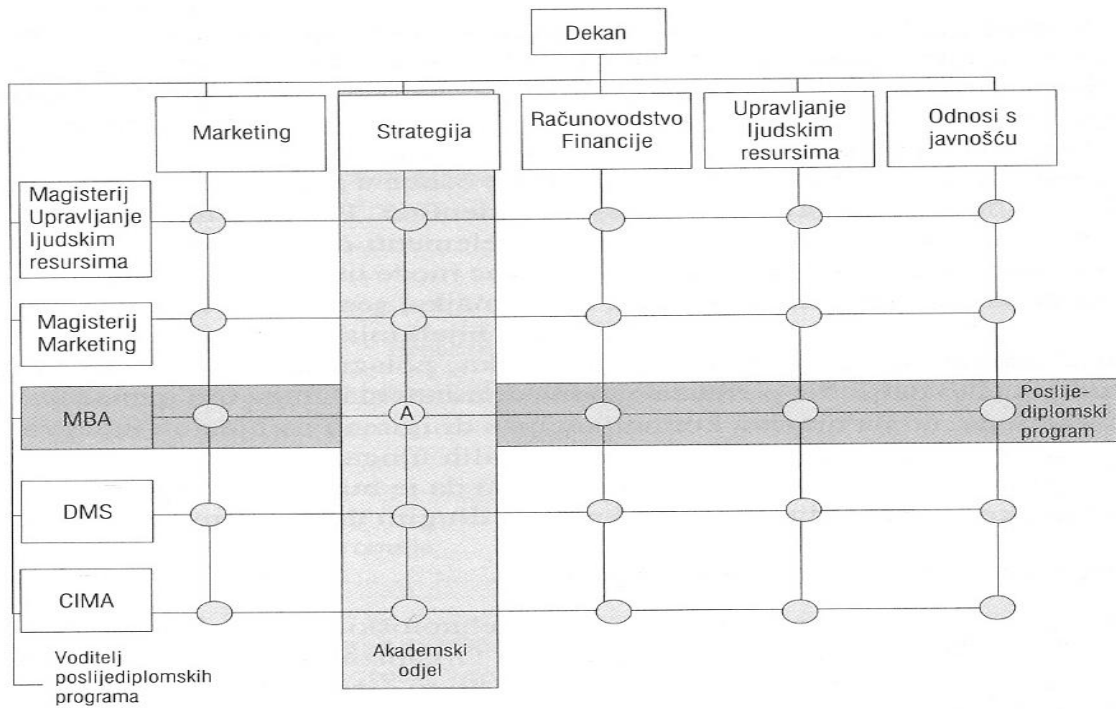 Dekan
Marketing
Strategija
Računovodstvo
Financije
Upravljanje
ljudskim
resursima
Odnosi s
javnošću
Magisterij
Upravljanje
ljudskim
resursima
Magisterij
Marketing
MBA
A
Poslije-
diplomski
program
DMS
CIMA
Akademski
odjel
Voditelj
poslijediplomskih
programa